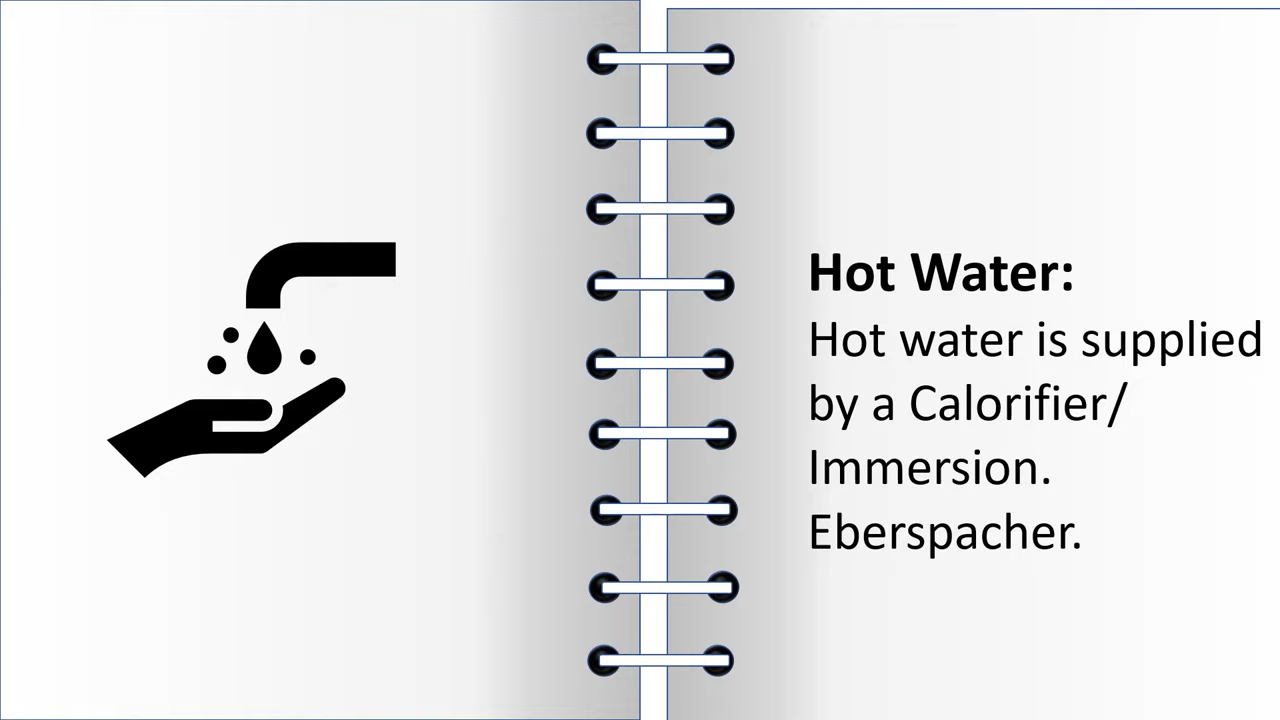 Hot Water:
Hot water is supplied
by a Calorifier/
Immersion.
Eberspacher.